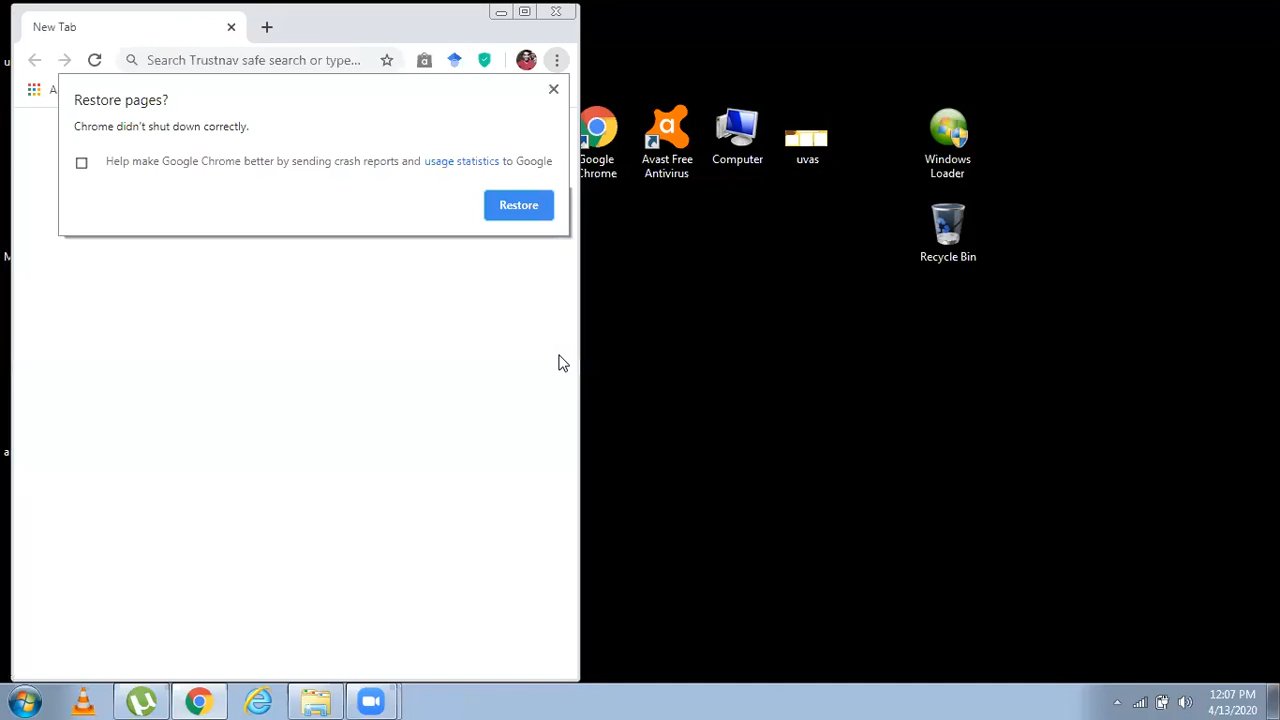 New Tab
Search Trustnav safe search or type...
Restore pages?
Chrome didn't shut down correctly.
Help make Google Chrome better by sending crash reports and usage statistics to Google
Restore
Google Chrome
Avast Free Antivirus
Computer
uvas
Windows Loader
Recycle Bin
12:07 PM
4/13/2020